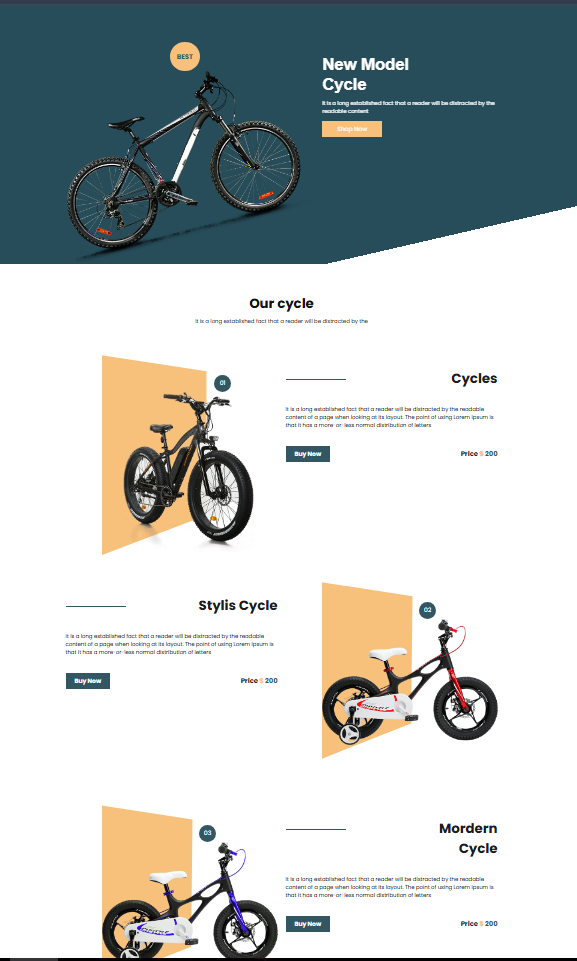 BEST
New Model
Cycle
It is a long established fact that a reader will be distracted by the
readable content
Shop Now
Our cycle
It is a long established fact that a reader will be distracted by the
01
Cycles
It is a long established fact that a reader will be distracted by the readable
content of a page when looking at its layout. The point of using Lorem Ipsum is
that it has a more-or-less normal distribution of letters
Buy Now
Price $ 200
Stylis Cycle
02
It is a long established fact that a reader will be distracted by the readable
content of a page when looking at its layout. The point of using Lorem Ipsum is
that it has a more-or-less normal distribution of letters
Buy Now
Price $ 200
03
Mordern
Cycle
It is a long established fact that a reader will be distracted by the readable
content of a page when looking at its layout. The point of using Lorem Ipsum is
that it has a more-or-less normal distribution of letters
Buy Now
Price $ 200